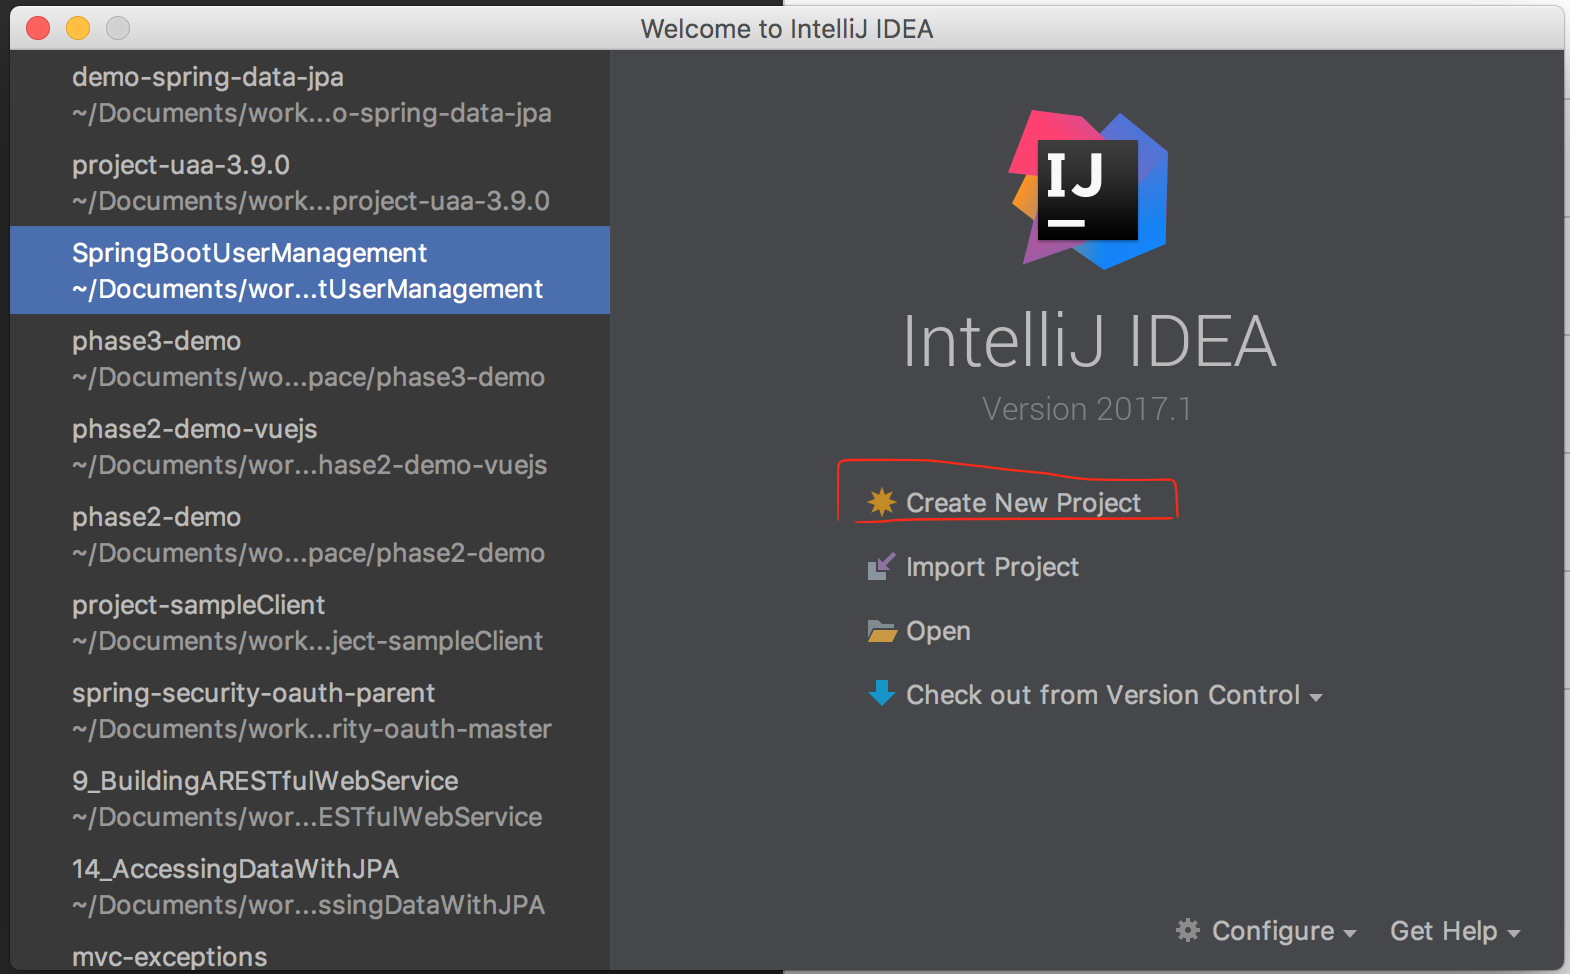 Welcome to IntelliJ IDEA
demo-spring-data-jpa
~/Documents/work...o-spring-data-jpa
project-uaa-3.9.0
~/Documents/work...project-uaa-3.9.0
SpringBootUserManagement
~/Documents/wor...tUserManagement
phase3-demo
~/Documents/wo...pace/phase3-demo
phase2-demo-vuejs
~/Documents/wor...hase2-demo-vuejs
phase2-demo
~/Documents/wo...pace/phase2-demo
project-sampleClient
~/Documents/work...ject-sampleClient
spring-security-oauth-parent
~/Documents/work...rity-oauth-master
9_BuildingARESTfulWebService
~/Documents/wor...ESTfulWebService
14_AccessingDataWithJPA
~/Documents/wor...ssingDataWithJPA
mvc-exceptions
IJ
IntelliJ IDEA
Version 2017.1
Create New Project
Import Project
Open
Check out from Version Control
Configure
Get Help